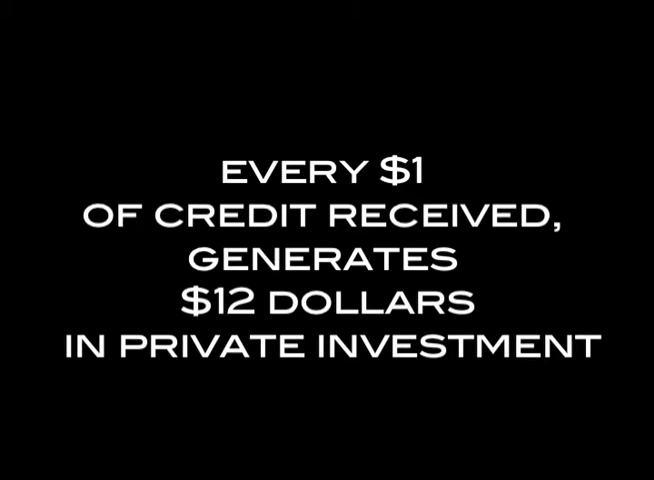 EVERY $1
OF CREDIT RECEIVED,
GENERATES
$12 DOLLARS
IN PRIVATE INVESTMENT